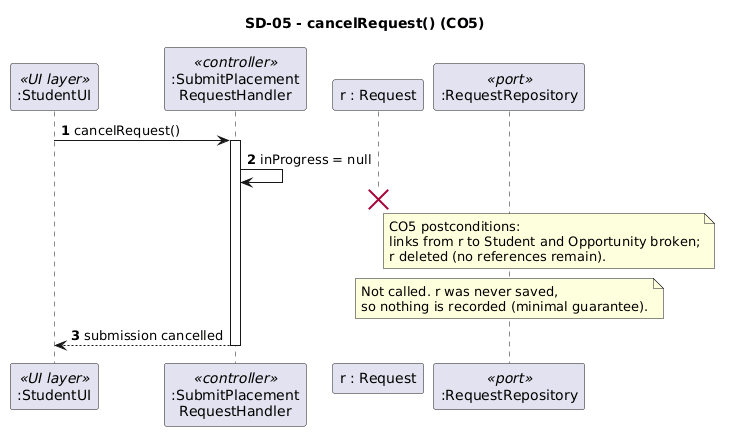 SD-05 - cancelRequest() (CO5)
«UI layer»
:StudentUI
«controller»
:SubmitPlacement
RequestHandler
r : Request
«port»
:RequestRepository
1 cancelRequest()
2 inProgress = null
CO5 postconditions:
links from r to Student and Opportunity broken;
r deleted (no references remain).
Not called. r was never saved,
so nothing is recorded (minimal guarantee).
3 submission cancelled
«UI layer»
:StudentUI
«controller»
:SubmitPlacement
RequestHandler
r : Request
«port»
:RequestRepository